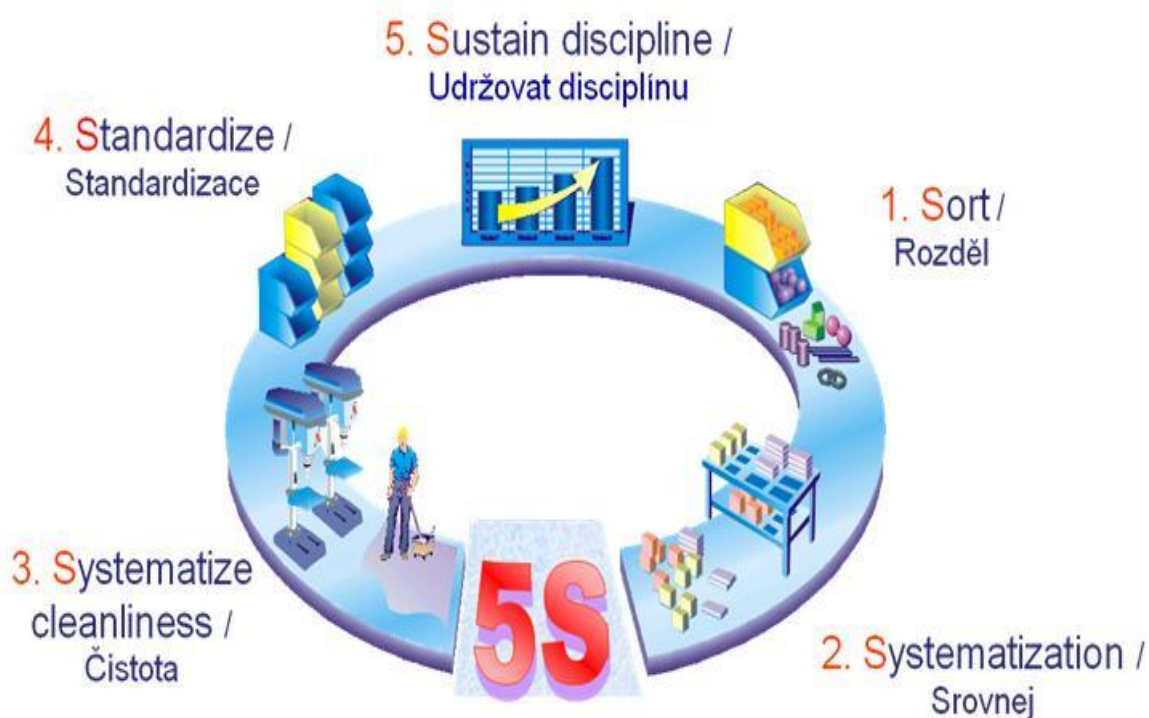 5. Sustain discipline /
Udržovat disciplínu
4. Standardize /
Standardizace
1. Sort /
Rozděl
3. Systematize
cleanliness /
Čistota
5S
2. Systematization /
Srovnej